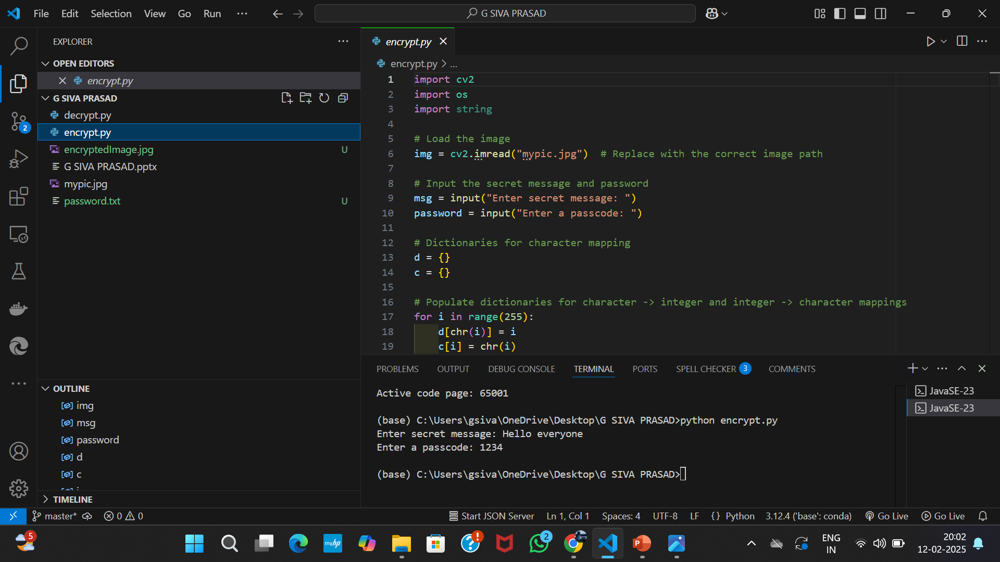 File Edit Selection View Go Run ···
G SIVA PRASAD
EXPLORER
OPEN EDITORS
encrypt.py
G SIVA PRASAD
decrypt.py
encrypt.py
encryptedImage.jpg U
G SIVA PRASAD.pptx
mypic.jpg
password.txt U
2
OUTLINE
img
msg
password
d
c
TIMELINE
encrypt.py
encrypt.py > ...
1 import cv2
2 import os
3 import string
4
5 # Load the image
6 img = cv2.imread("mypic.jpg")  # Replace with the correct image path
7
8 # Input the secret message and password
9 msg = input("Enter secret message: ")
10 password = input("Enter a passcode: ")
11
12 # Dictionaries for character mapping
13 d = {}
14 c = {}
15
16 # Populate dictionaries for character -> integer and integer -> character mappings
17 for i in range(255):
18     d[chr(i)] = i
19     c[i] = chr(i)
PROBLEMS OUTPUT DEBUG CONSOLE TERMINAL PORTS SPELL CHECKER 3 COMMENTS
Active code page: 65001
(base) C:\Users\gsiva\OneDrive\Desktop\G SIVA PRASAD>python encrypt.py
Enter secret message: Hello everyone
Enter a passcode: 1234
(base) C:\Users\gsiva\OneDrive\Desktop\G SIVA PRASAD>
JavaSE-23
JavaSE-23
master* 0 0 Start JSON Server Ln 1, Col 1 Spaces: 4 UTF-8 LF {} Python 3.12.4 ('base': conda) Go Live Go Live
5
myhp
2
ENG
IN
20:02
12-02-2025